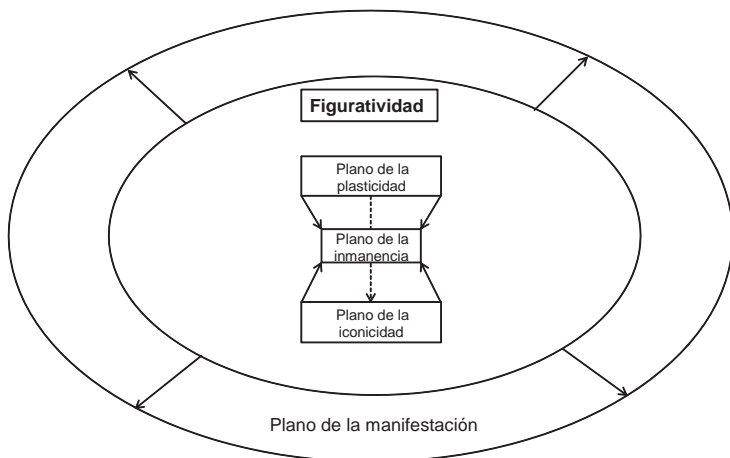 Figuratividad
Plano de la
plasticidad
Plano de la
inmanencia
Plano de la
iconicidad
Plano de la manifestación